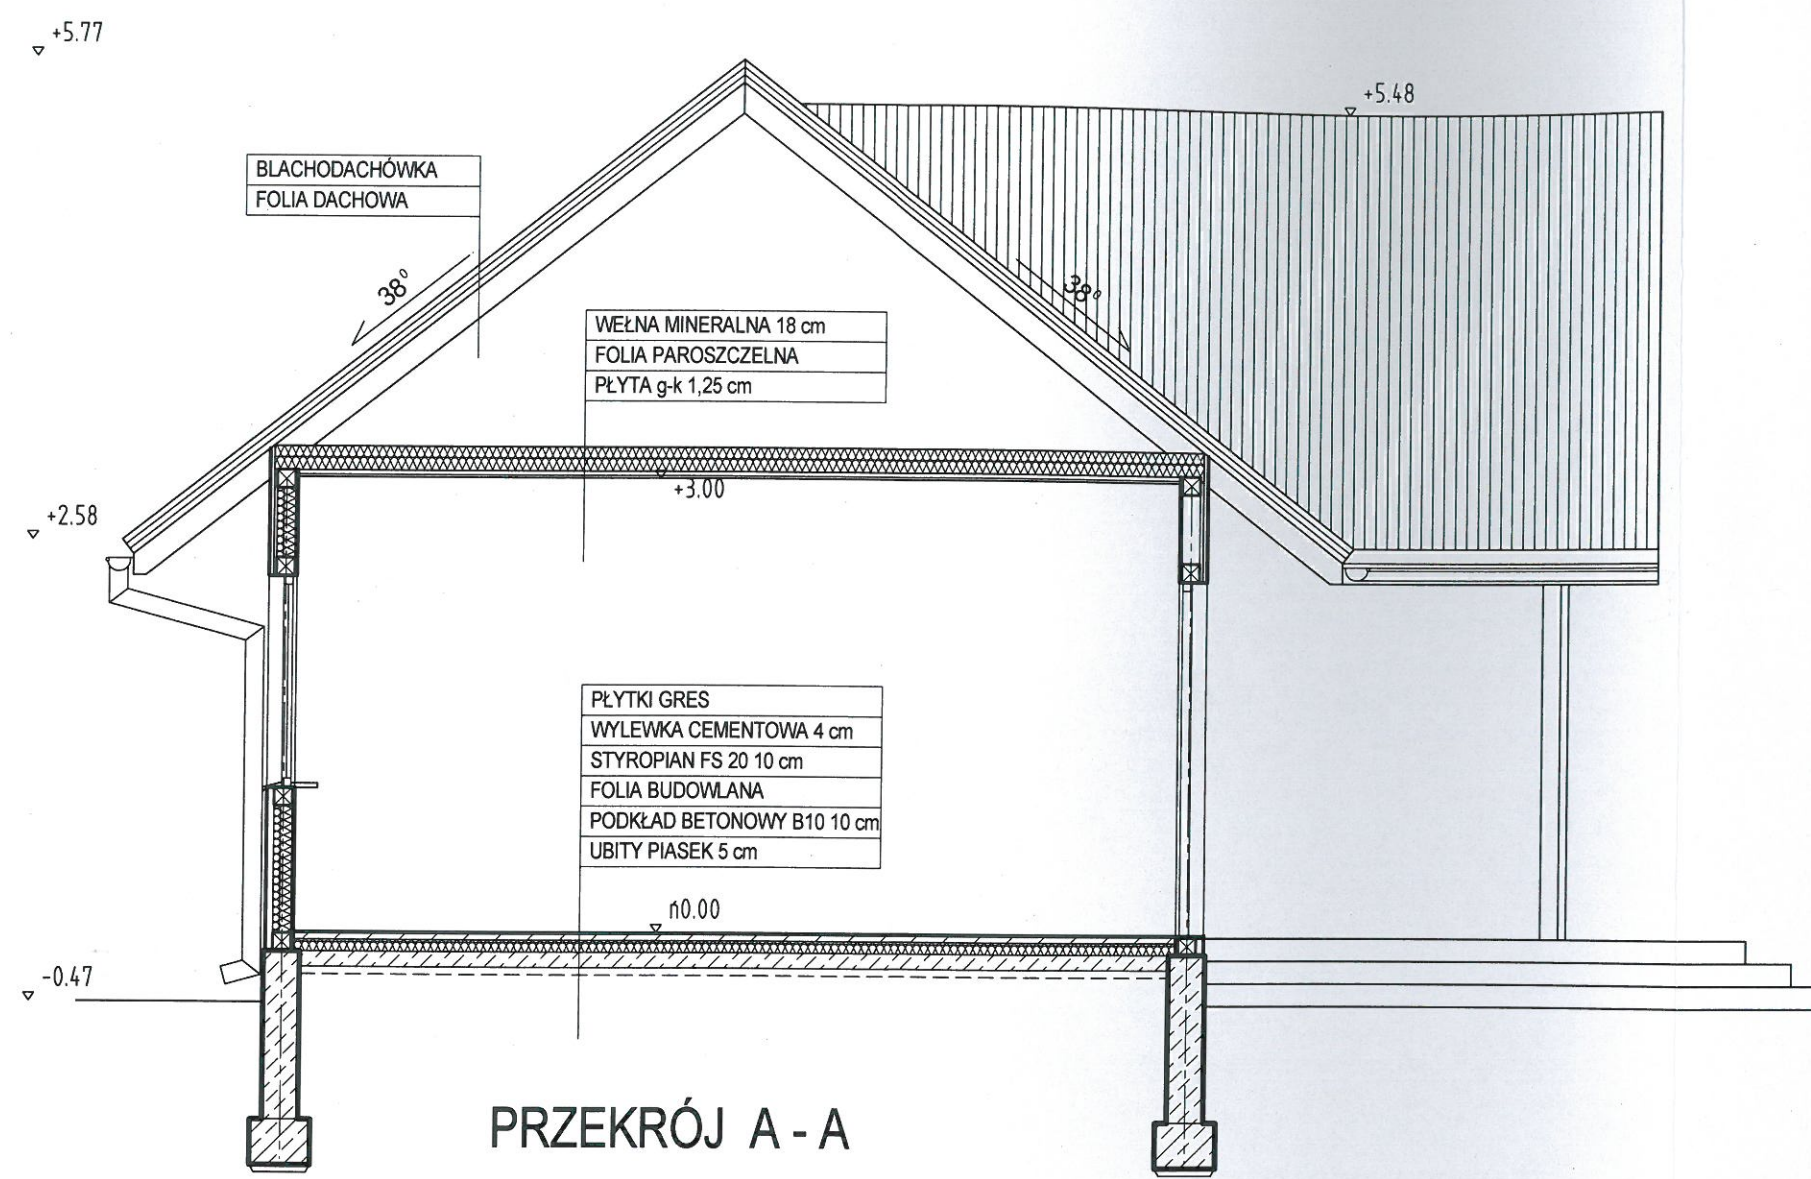 +5.77
+5.48
BLACHODACHÓWKA
FOLIA DACHOWA
38°
38°
WEŁNA MINERALNA 18 cm
FOLIA PAROSZCZELNA
PŁYTA g-k 1,25 cm
+3.00
+2.58
PŁYTKI GRES
WYLEWKA CEMENTOWA 4 cm
STYROPIAN FS 20 10 cm
FOLIA BUDOWLANA
PODKŁAD BETONOWY B10 10 cm
UBITY PIASEK 5 cm
ń0.00
-0.47
PRZEKRÓJ A - A